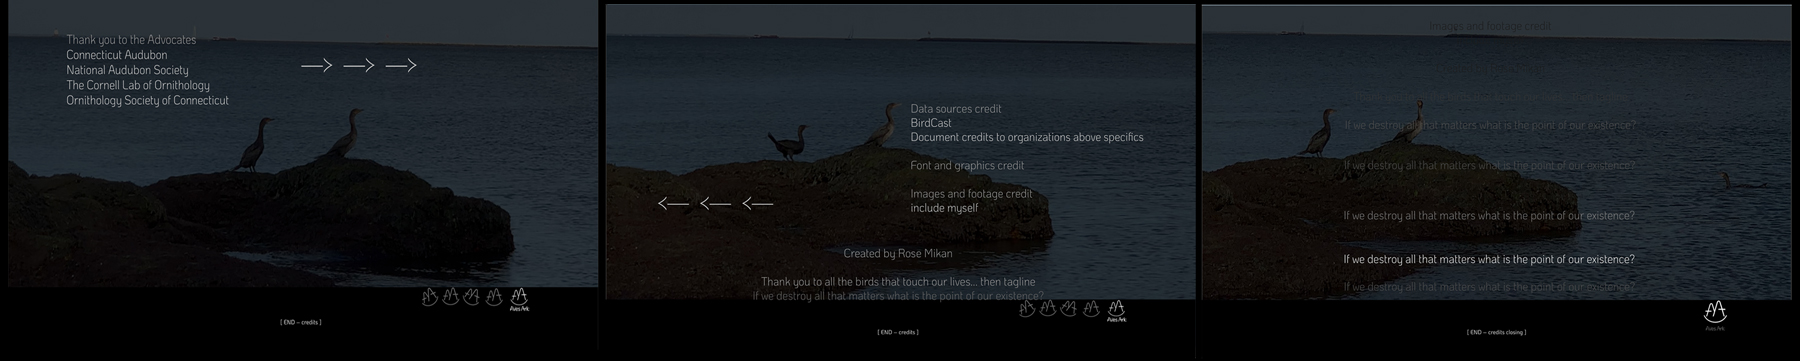 Thank you to the Advocates
Connecticut Audubon
National Audubon Society
The Cornell Lab of Ornithology
Ornithology Society of Connecticut
Aves Ark
[ END – credits ]
Data sources credit
BirdCast
Document credits to organizations above specifics
Font and graphics credit
Images and footage credit
include myself
Created by Rose Mikan
Thank you to all the birds that touch our lives... then tagline
If we destroy all that matters what is the point of our existence?
Aves Ark
[ END – credits ]
Images and footage credit
If we destroy all that matters what is the point of our existence?
If we destroy all that matters what is the point of our existence?
If we destroy all that matters what is the point of our existence?
If we destroy all that matters what is the point of our existence?
If we destroy all that matters what is the point of our existence?
Aves Ark
[ END – credits closing ]